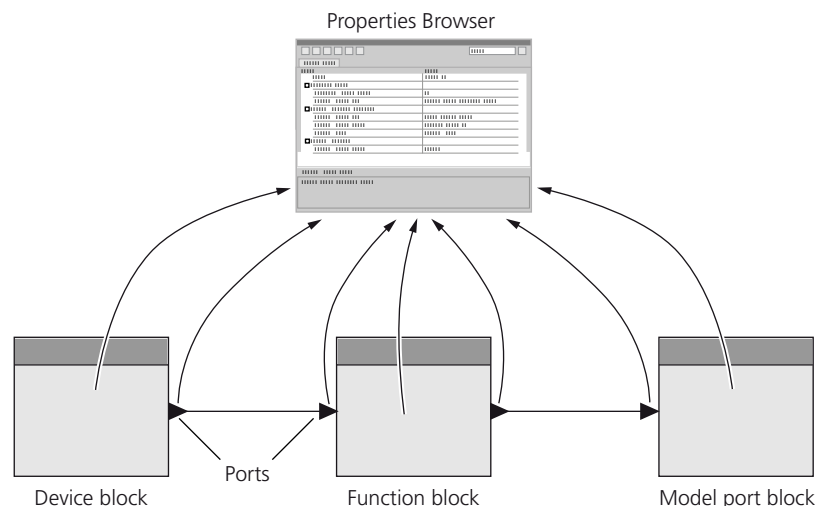 Properties Browser
Ports
Device block
Function block
Model port block